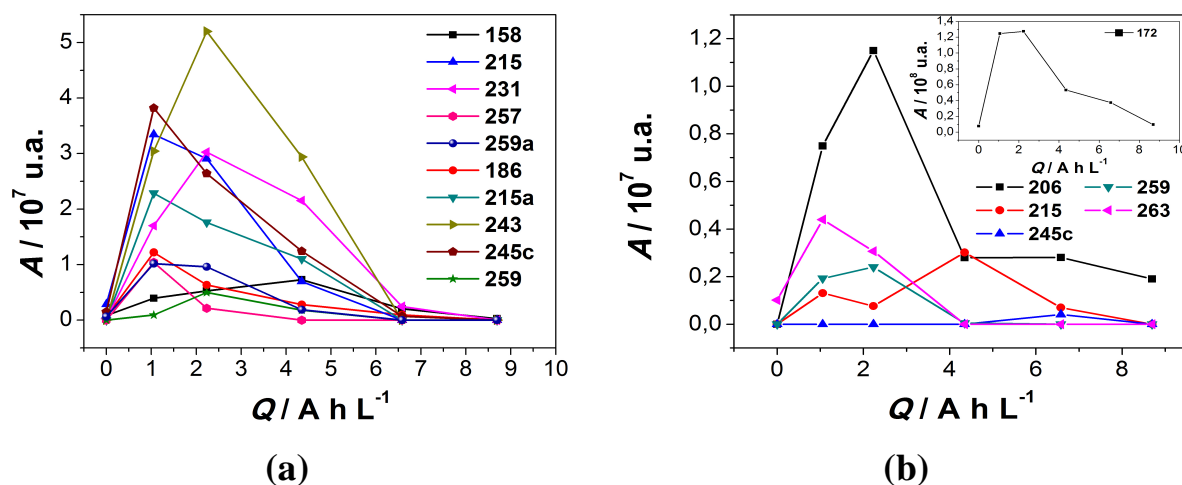 A / 10⁷ u.a.
5
4
3
2
1
0
158
215
231
257
259a
186
215a
243
245c
259
0 1 2 3 4 5 6 7 8 9 10
Q / A h L⁻¹
(a)
A / 10⁷ u.a.
1,2
1,0
0,8
0,6
0,4
0,2
0,0
A / 10⁸ u.a.
1,4
1,2
1,0
0,8
0,6
0,4
0,2
0,0
172
0 2 4 6 8 10
Q / A h L⁻¹
206 259
215 263
245c
0 2 4 6 8
Q / A h L⁻¹
(b)